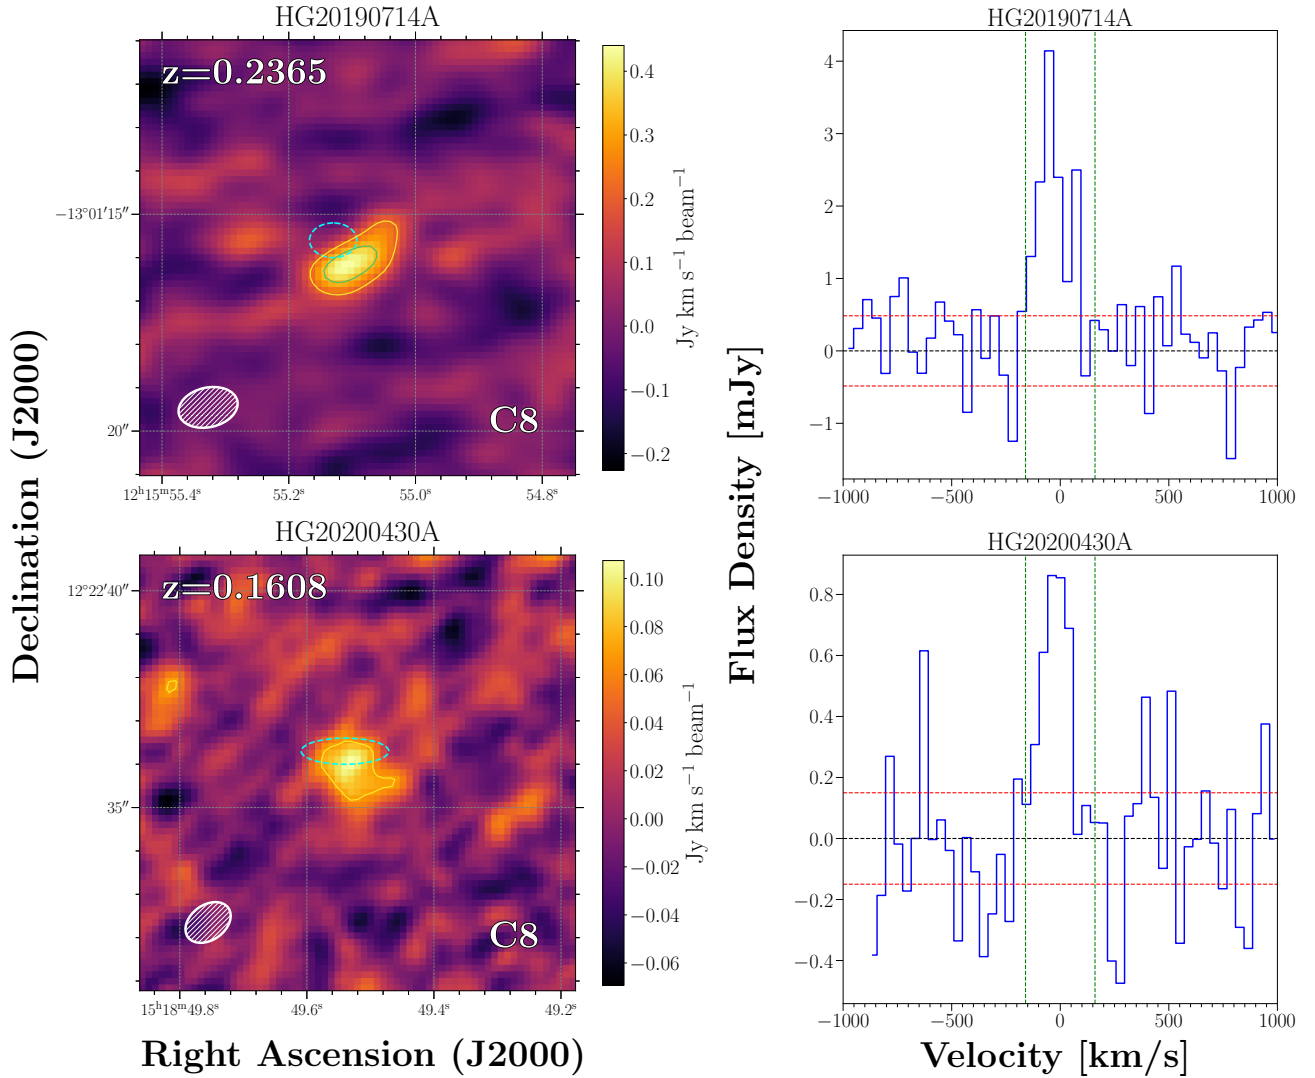 HG20190714A
z=0.2365
C8
−13°01′15″
20″
12ʰ15ᵐ55.4ˢ 55.2ˢ 55.0ˢ 54.8ˢ
0.4
0.3
0.2
0.1
0.0
−0.1
−0.2
Jy km s⁻¹ beam⁻¹
HG20190714A
4
3
2
1
0
−1
−1000 −500 0 500 1000
HG20200430A
z=0.1608
C8
12°22′40″
35″
15ʰ18ᵐ49.8ˢ 49.6ˢ 49.4ˢ 49.2ˢ
0.10
0.08
0.06
0.04
0.02
0.00
−0.02
−0.04
−0.06
Jy km s⁻¹ beam⁻¹
HG20200430A
0.8
0.6
0.4
0.2
0.0
−0.2
−0.4
−1000 −500 0 500 1000
Declination (J2000)
Right Ascension (J2000)
Flux Density [mJy]
Velocity [km/s]